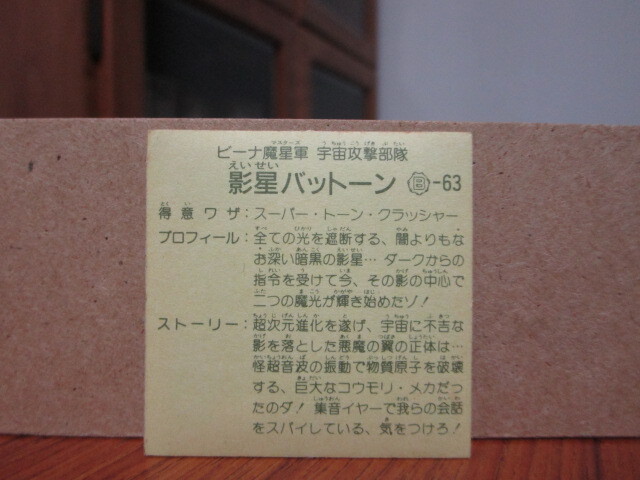 ビーナ魔星軍 宇宙攻撃部隊
影星バットーン -63
得意ワザ:スーパー・トーン・クラッシャー
プロフィール:全ての光を遮断する、闇よりもな
お深い暗黒の影星… ダークからの
指令を受けて今、その影の中心で
二つの魔光が輝き始めたゾ!
ストーリー:超次元進化を遂げ、宇宙に不吉な
影を落とした悪魔の翼の正体は…
怪超音波の振動で物質原子を破壊
する、巨大なコウモリ・メカだっ
たのダ! 集音イヤーで我らの会話
をスパイしている、気をつけろ!